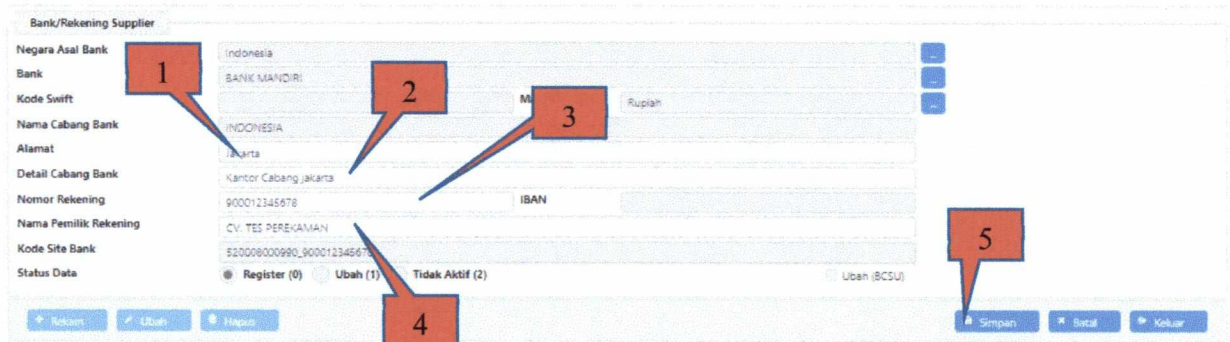 Bank/Rekening Supplier
Negara Asal Bank Indonesia ...
1
Bank BANK MANDIRI ...
2
Kode Swift Rupiah ...
3
Nama Cabang Bank INDONESIA
Alamat Jakarta
Detail Cabang Bank Kantor Cabang Jakarta
Nomor Rekening 900012345678 IBAN
Nama Pemilik Rekening CV. TES PEREKAMAN
5
Kode Site Bank 520008000990_900012345678
Status Data Register (0) Ubah (1) Tidak Aktif (2) Ubah (BCSU)
4
Rekam Ubah Hapus Simpan Batal Keluar